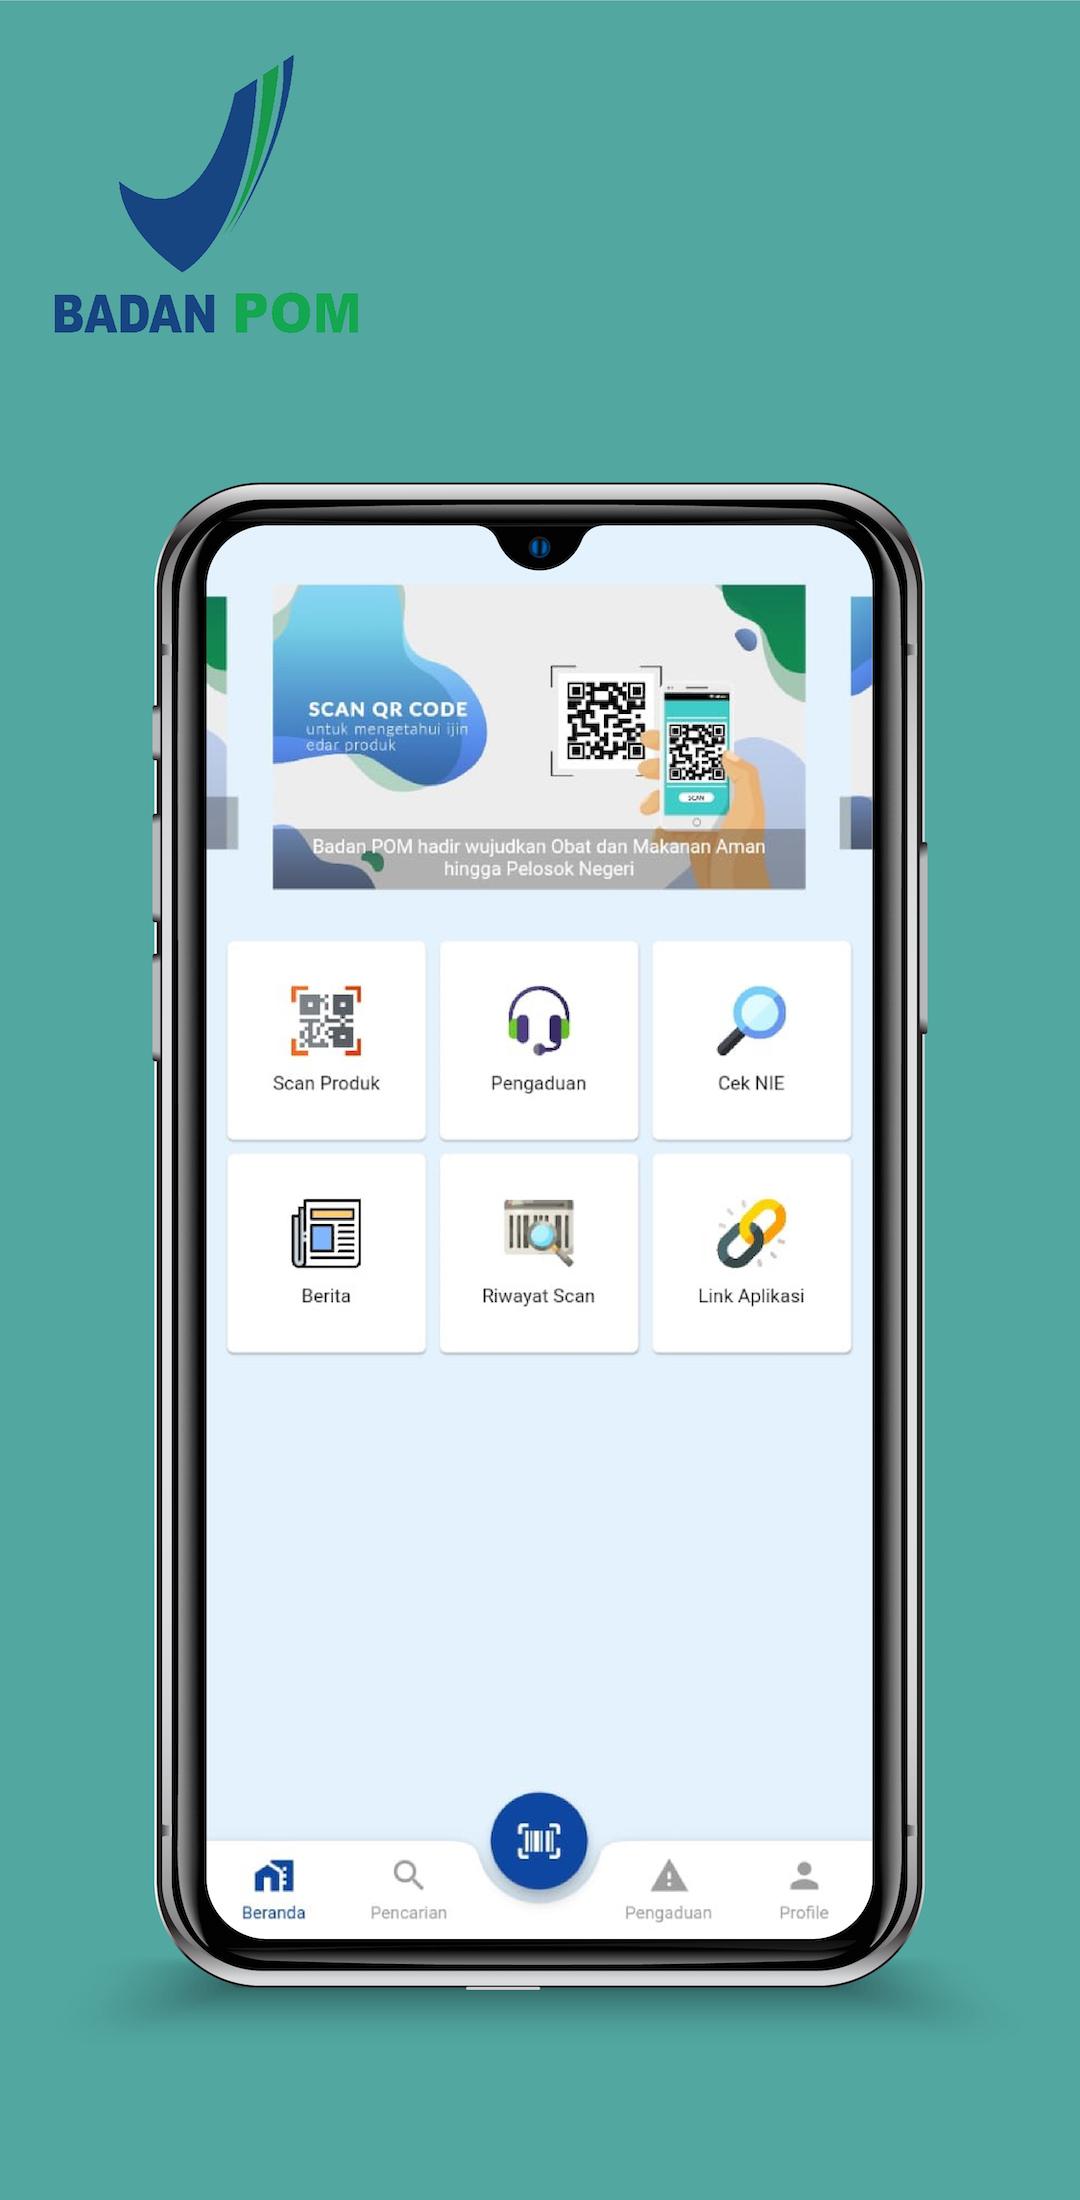 BADAN POM
SCAN QR CODE
untuk mengetahui ijin
edar produk
SCAN
Badan POM hadir wujudkan Obat dan Makanan Aman
hingga Pelosok Negeri
Scan Produk
Pengaduan
Cek NIE
Berita
Riwayat Scan
Link Aplikasi
Beranda
Pencarian
Pengaduan
Profile